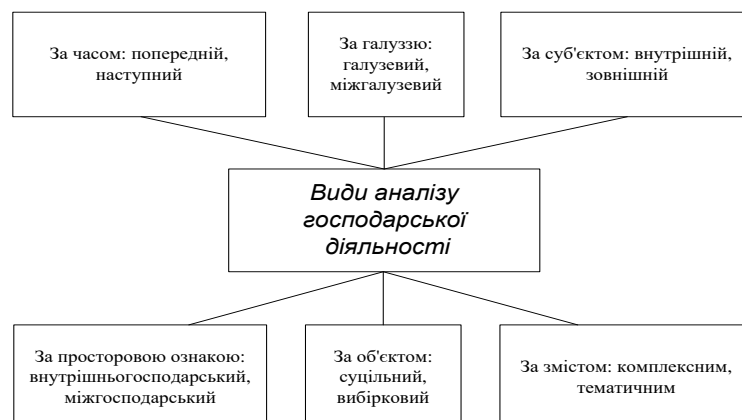 За часом: попередній,
наступний
За галуззю:
галузевий,
міжгалузевий
За суб'єктом: внутрішній,
зовнішній
Види аналізу
господарської
діяльності
За просторовою ознакою:
внутрішньогосподарський,
міжгосподарський
За об'єктом:
суцільний,
вибірковий
За змістом: комплексним,
тематичним